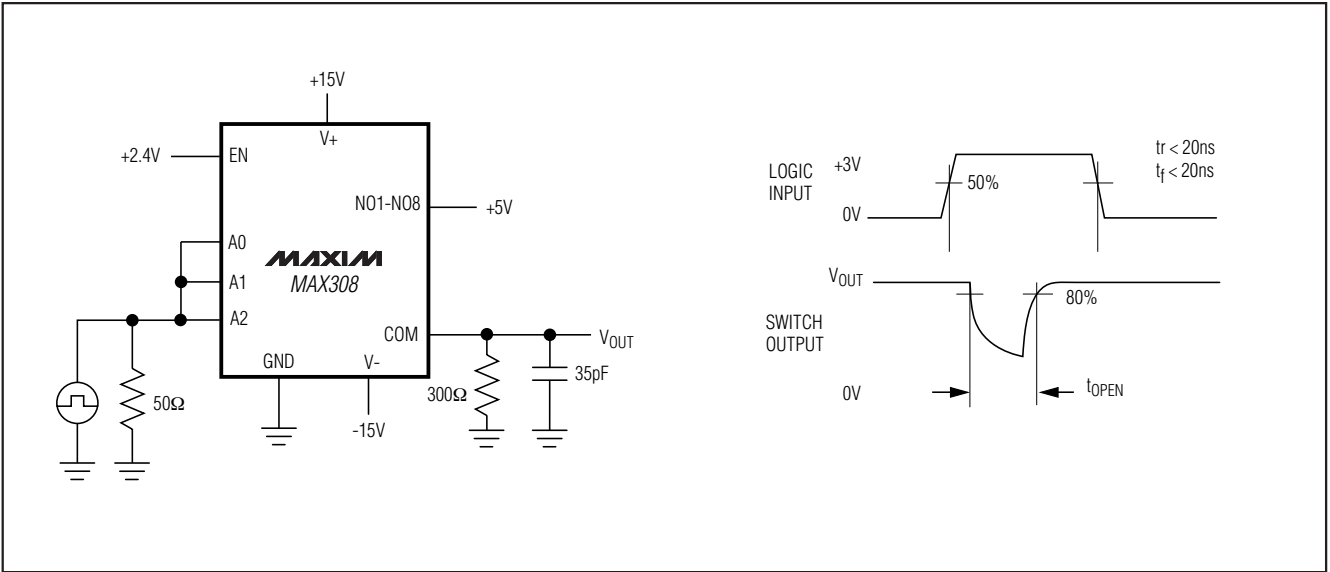 +15V
V+
+2.4V
EN
NO1-NO8
+5V
A0
MAXIM
A1
MAX308
A2
COM
VOUT
GND
V-
35pF
300Ω
50Ω
-15V
LOGIC
INPUT
+3V
50%
0V
tr < 20ns
tf < 20ns
VOUT
80%
SWITCH
OUTPUT
0V
tOPEN